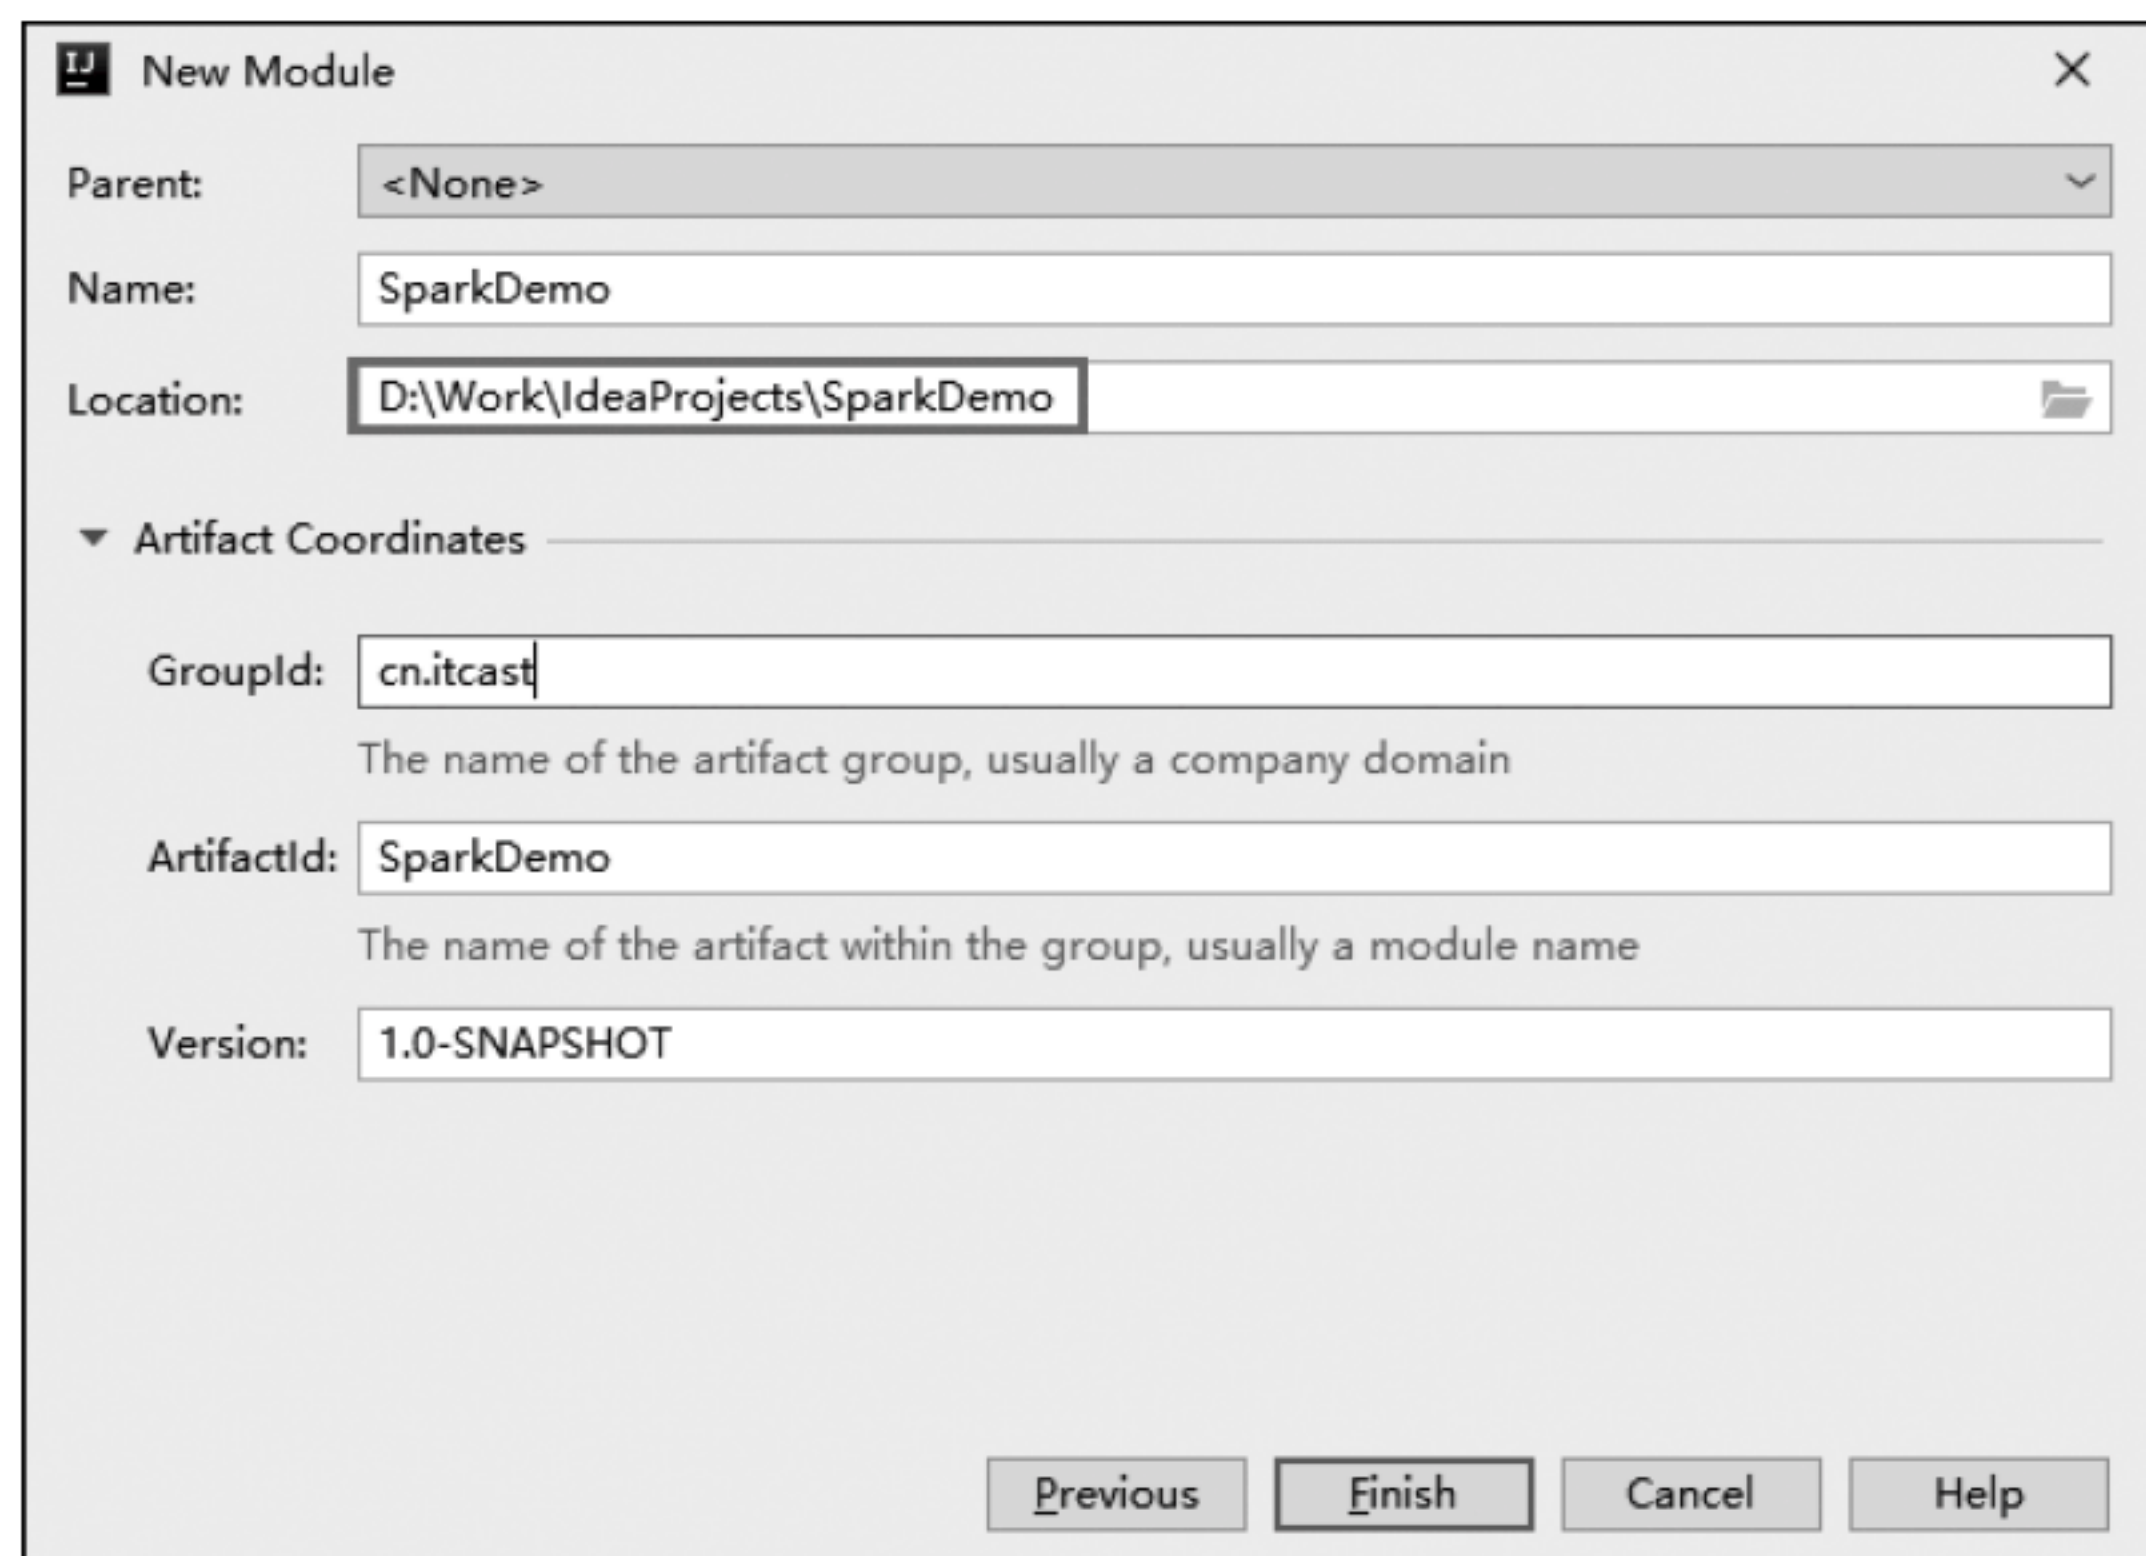 IJ
New Module
Parent: <None>
Name: SparkDemo
Location: D:\Work\IdeaProjects\SparkDemo
Artifact Coordinates
GroupId: cn.itcast
The name of the artifact group, usually a company domain
ArtifactId: SparkDemo
The name of the artifact within the group, usually a module name
Version: 1.0-SNAPSHOT
Previous Finish Cancel Help